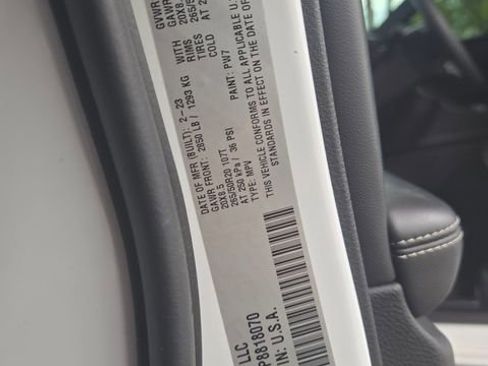 LLC
DATE OF MFR (BUILT): 2-23
GVWR
GAWR FRONT: 2850 LB / 1293 KG
WITH
GAWR
20X8.5
RIMS
20X8.
265/50R20 107T
TIRES
265/50
AT 250 kPa / 36 PSI
COLD
AT 2
TYPE: MPV
PAINT: PW7
THIS VEHICLE CONFORMS TO ALL APPLICABLE U.
STANDARDS IN EFFECT ON THE DATE OF
P8818070
IN: U.S.A.